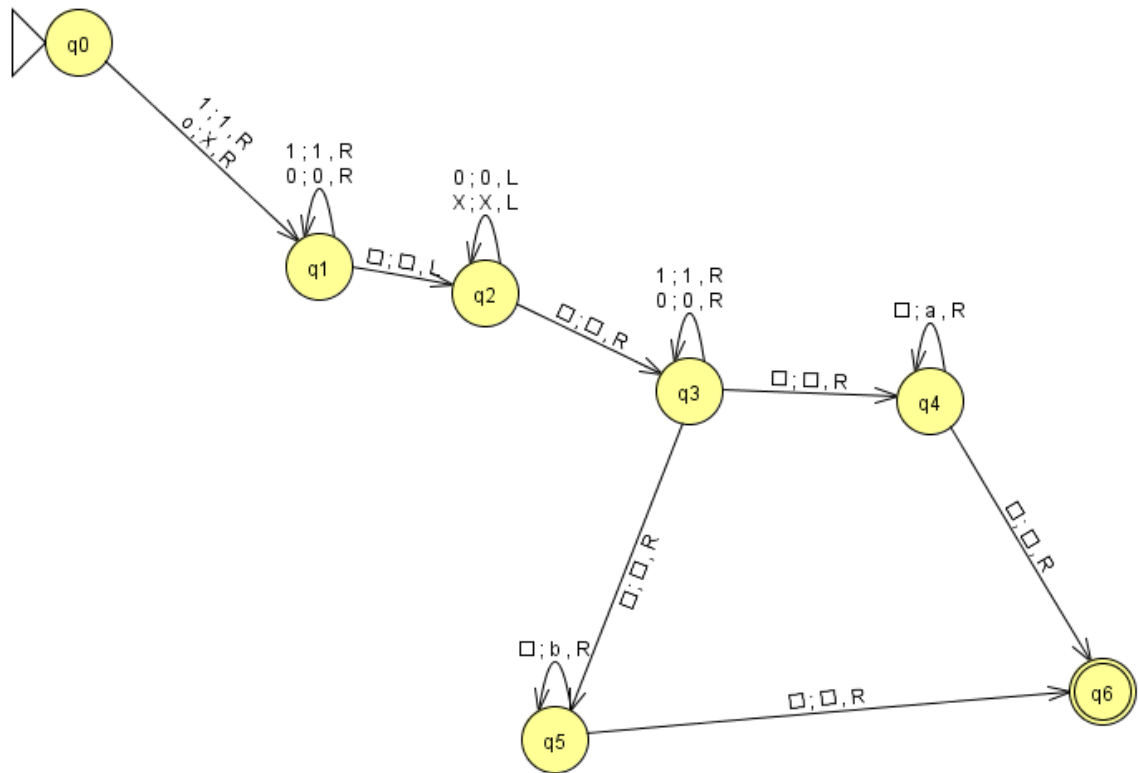 q0
1 ; 1 , R
0 ; X , R
1 ; 1 , R
0 ; 0 , R
q1
□ ; □ , L
0 ; 0 , L
X ; X , L
q2
□ ; □ , R
1 ; 1 , R
0 ; 0 , R
q3
□ ; □ , R
□ ; a , R
q4
□ ; □ , R
□ ; □ , R
□ ; b , R
q5
□ ; □ , R
q6